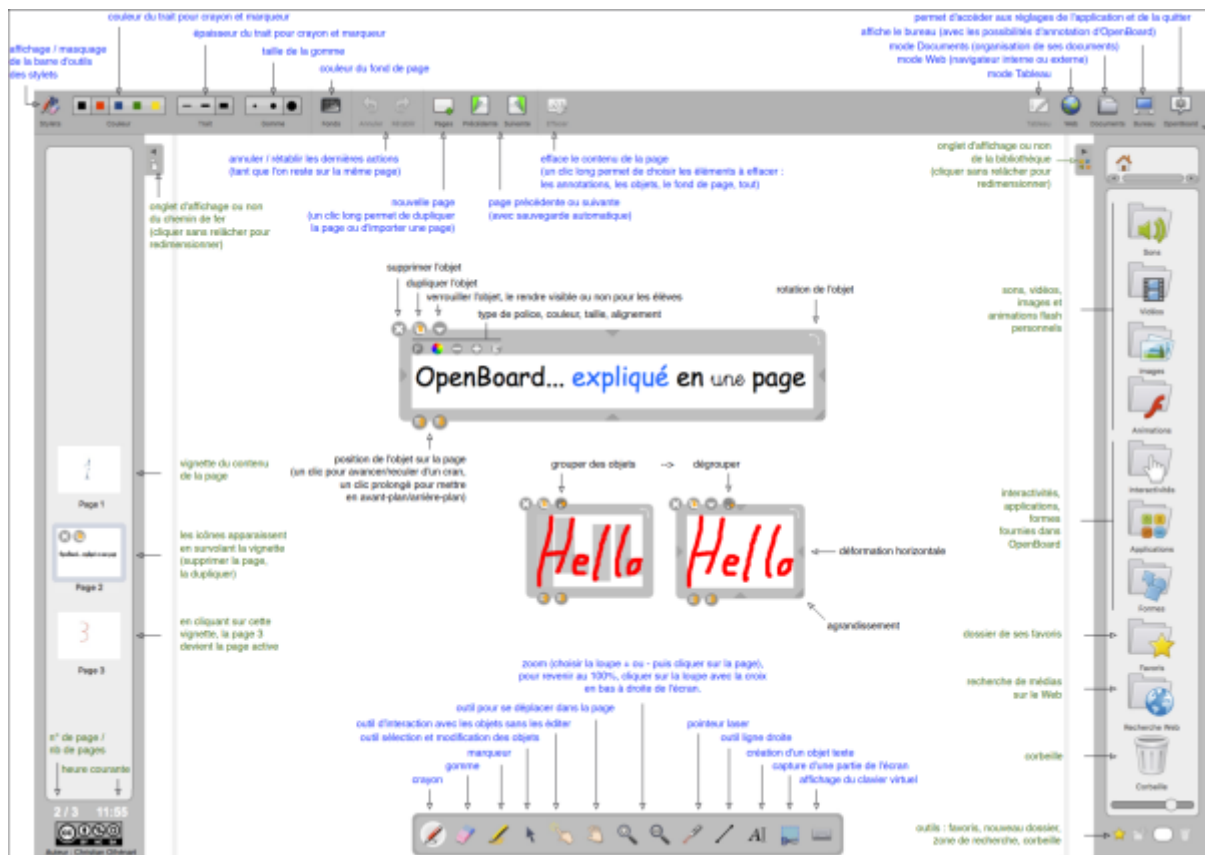 couleur du trait pour crayon et marqueur
épaisseur du trait pour crayon et marqueur
taille de la gomme
couleur du fond de page
affichage / masquage
de la barre d'outils
des stylets
permet d'accéder aux réglages de l'application et de la quitter
affiche le bureau (avec les possibilités d'annotation d'OpenBoard)
mode Documents (organisation de ses documents)
mode Web (navigateur interne ou externe)
mode Tableau
Stylets
Couleur
Trait
Gomme
Fonds
Annuler
Rétablir
Pages
Précédente
Suivante
Effacer
Tableau
Web
Documents
Bureau
OpenBoard
annuler / rétablir les dernières actions
(tant que l'on reste sur la même page)
efface le contenu de la page
(un clic long permet de choisir les éléments à effacer :
les annotations, les objets, le fond de page, tout)
onglet d'affichage ou non
de la bibliothèque
(cliquer sans relâcher pour
redimensionner)
onglet d'affichage ou non
du chemin de fer
(cliquer sans relâcher pour
redimensionner)
nouvelle page
(un clic long permet de dupliquer
la page ou d'importer une page)
page précédente ou suivante
(avec sauvegarde automatique)
supprimer l'objet
dupliquer l'objet
verrouiller l'objet, le rendre visible ou non pour les élèves
type de police, couleur, taille, alignement
rotation de l'objet
OpenBoard... expliqué en une page
position de l'objet sur la page
(un clic pour avancer/reculer d'un cran,
un clic prolongé pour mettre
en avant-plan/arrière-plan)
grouper des objets -> dégrouper
Hello
Hello
déformation horizontale
agrandissement
1
Page 1
vignette du contenu
de la page
Page 2
les icônes apparaissent
en survolant la vignette
(supprimer la page,
la dupliquer)
3
Page 3
en cliquant sur cette
vignette, la page 3
devient la page active
n° de page /
nb de pages
heure courante
2 / 3 11:55
Auteur : Christian Othénart
sons, vidéos,
images et
animations flash
personnels
Sons
Vidéos
Images
Animations
interactivités,
applications,
formes
fournies dans
OpenBoard
Interactivités
Applications
Formes
dossier de ses favoris
Favoris
recherche de médias
sur le Web
Recherche Web
corbeille
Corbeille
outils : favoris, nouveau dossier,
zone de recherche, corbeille
zoom (choisir la loupe + ou - puis cliquer sur la page),
pour revenir au 100%, cliquer sur la loupe avec la croix
en bas à droite de l'écran.
outil pour se déplacer dans la page
outil d'interaction avec les objets sans les éditer
outil sélection et modification des objets
marqueur
gomme
crayon
pointeur laser
outil ligne droite
création d'un objet texte
capture d'une partie de l'écran
affichage du clavier virtuel